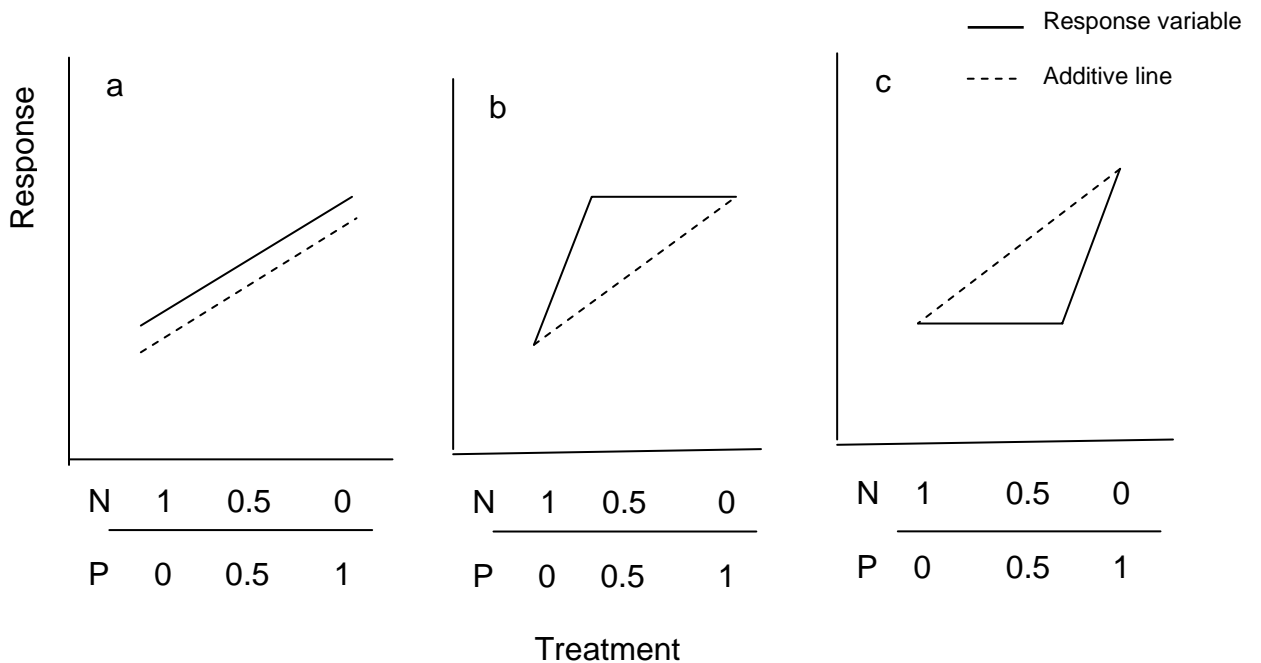 Response variable
Additive line
a
b
c
Response
N 1 0.5 0
P 0 0.5 1
N 1 0.5 0
P 0 0.5 1
N 1 0.5 0
P 0 0.5 1
Treatment